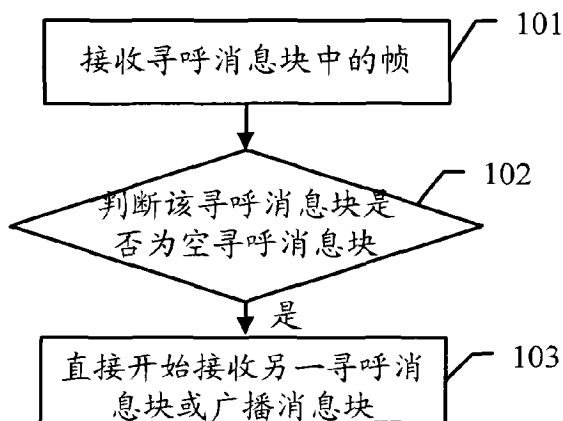 接收寻呼消息块中的帧
101
判断该寻呼消息块是
否为空寻呼消息块
102
是
直接开始接收另一寻呼消
息块或广播消息块
103